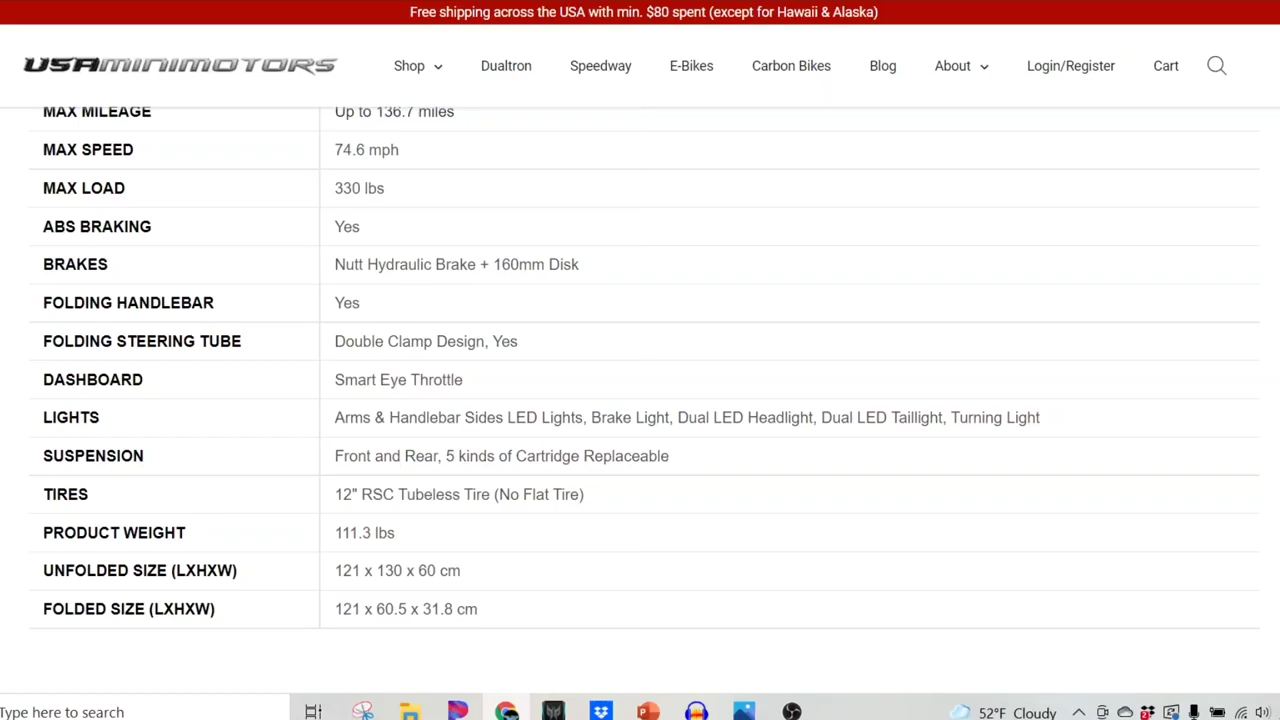 Free shipping across the USA with min. $80 spent (except for Hawaii & Alaska)
USAMINIMOTORS Shop Dualtron Speedway E-Bikes Carbon Bikes Blog About Login/Register Cart
MAX MILEAGE Up to 136.7 miles
MAX SPEED 74.6 mph
MAX LOAD 330 lbs
ABS BRAKING Yes
BRAKES Nutt Hydraulic Brake + 160mm Disk
FOLDING HANDLEBAR Yes
FOLDING STEERING TUBE Double Clamp Design, Yes
DASHBOARD Smart Eye Throttle
LIGHTS Arms & Handlebar Sides LED Lights, Brake Light, Dual LED Headlight, Dual LED Taillight, Turning Light
SUSPENSION Front and Rear, 5 kinds of Cartridge Replaceable
TIRES 12" RSC Tubeless Tire (No Flat Tire)
PRODUCT WEIGHT 111.3 lbs
UNFOLDED SIZE (LXHXW) 121 x 130 x 60 cm
FOLDED SIZE (LXHXW) 121 x 60.5 x 31.8 cm
Type here to search 52°F Cloudy